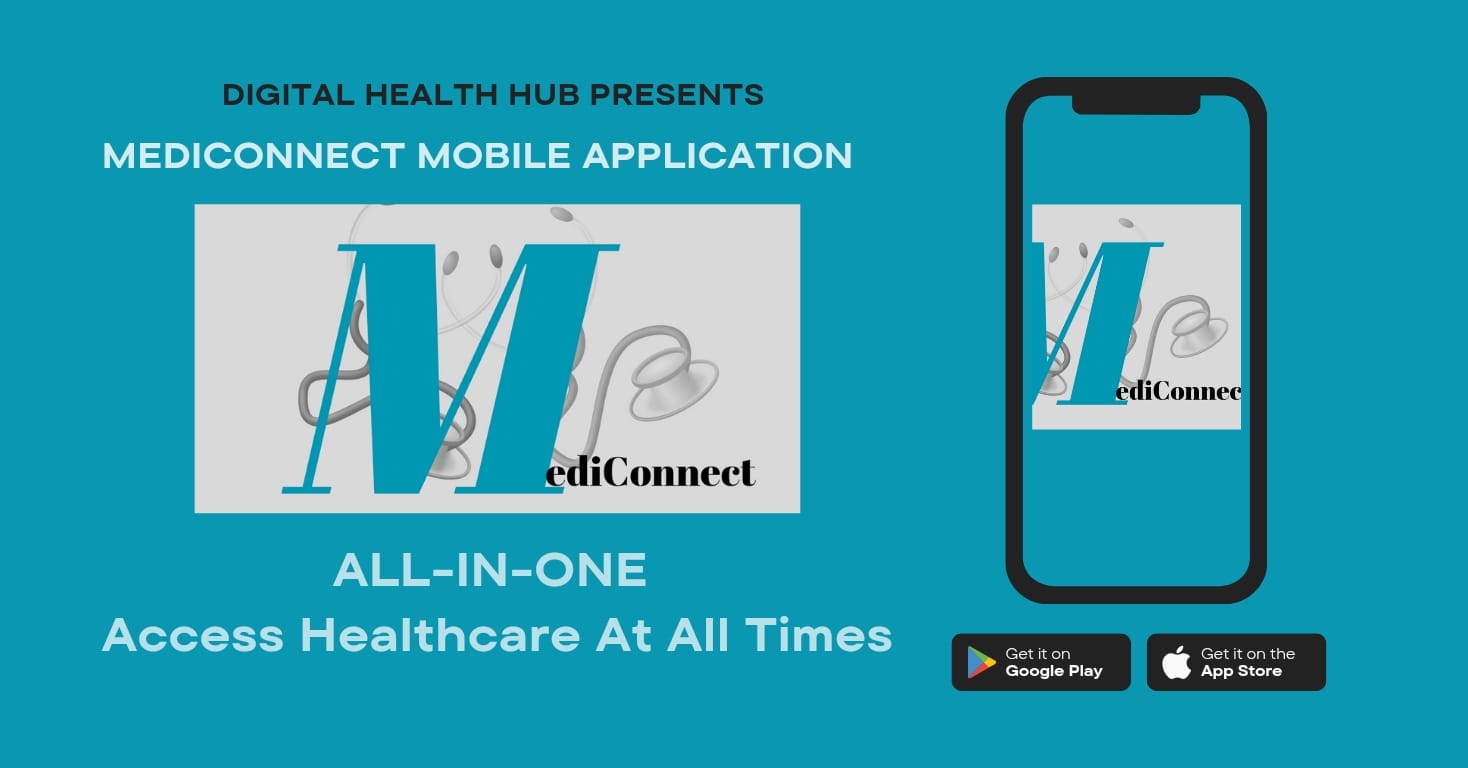 DIGITAL HEALTH HUB PRESENTS
MEDICONNECT MOBILE APPLICATION
MediConnect
ALL-IN-ONE
Access Healthcare At All Times
MediConnec
Get it on
Google Play
Get it on the
App Store